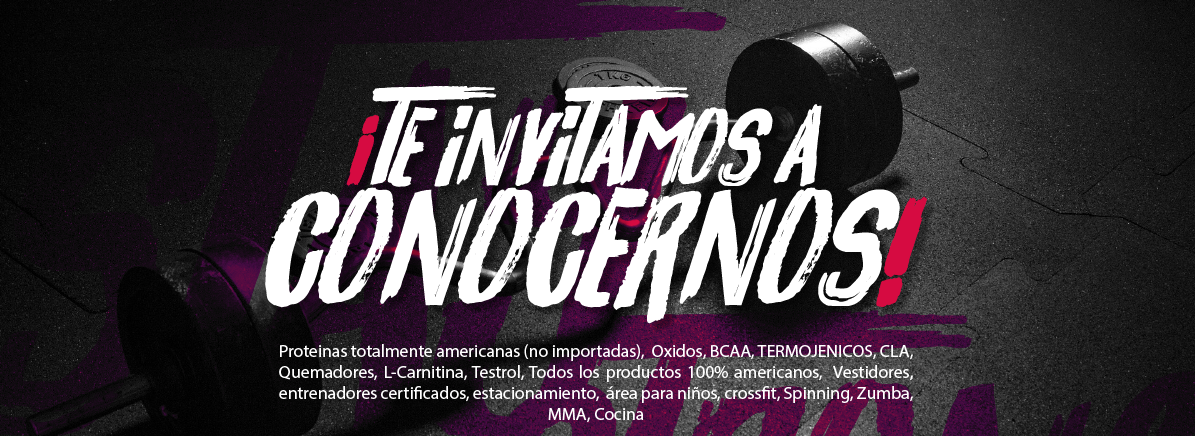 ¡TE INVITAMOS A
CONOCERNOS!
Proteinas totalmente americanas (no importadas), Oxidos, BCAA, TERMOJENICOS, CLA,
Quemadores, L-Carnitina, Testrol, Todos los productos 100% americanos, Vestidores,
entrenadores certificados, estacionamiento, área para niños, crossfit, Spinning, Zumba,
MMA, Cocina